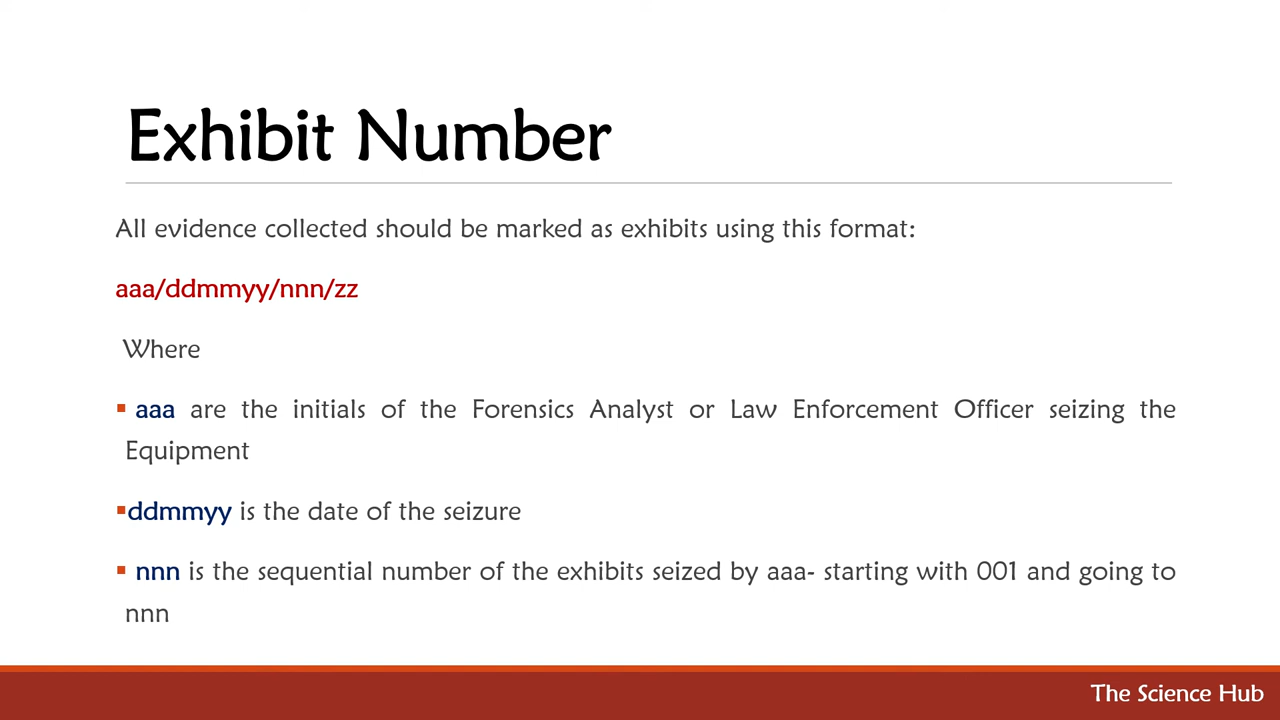 Exhibit Number
All evidence collected should be marked as exhibits using this format:
aaa/ddmmyy/nnn/zz
Where
▪ aaa are the initials of the Forensics Analyst or Law Enforcement Officer seizing the
Equipment
▪ddmmyy is the date of the seizure
▪ nnn is the sequential number of the exhibits seized by aaa- starting with 001 and going to
nnn
The Science Hub